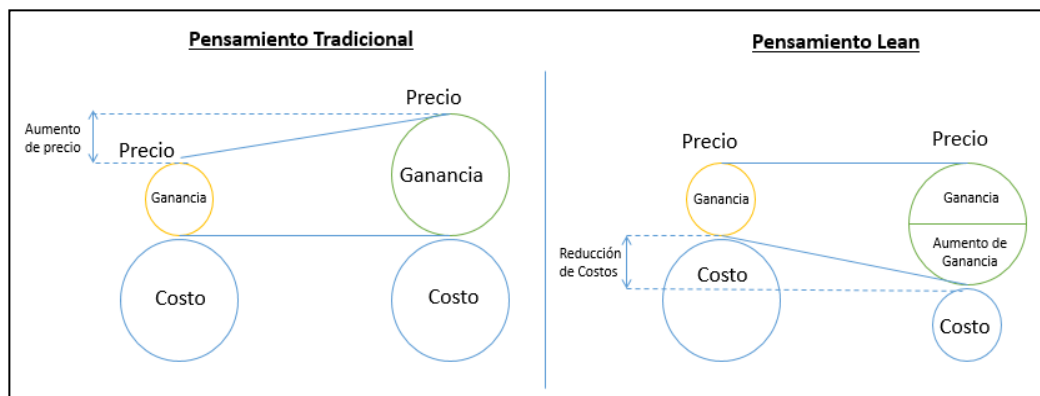 Pensamiento Tradicional
Precio
Aumento
de precio
Precio
Ganancia
Ganancia
Costo
Costo
Pensamiento Lean
Precio
Precio
Ganancia
Ganancia
Aumento de
Ganancia
Reducción
de Costos
Costo
Costo